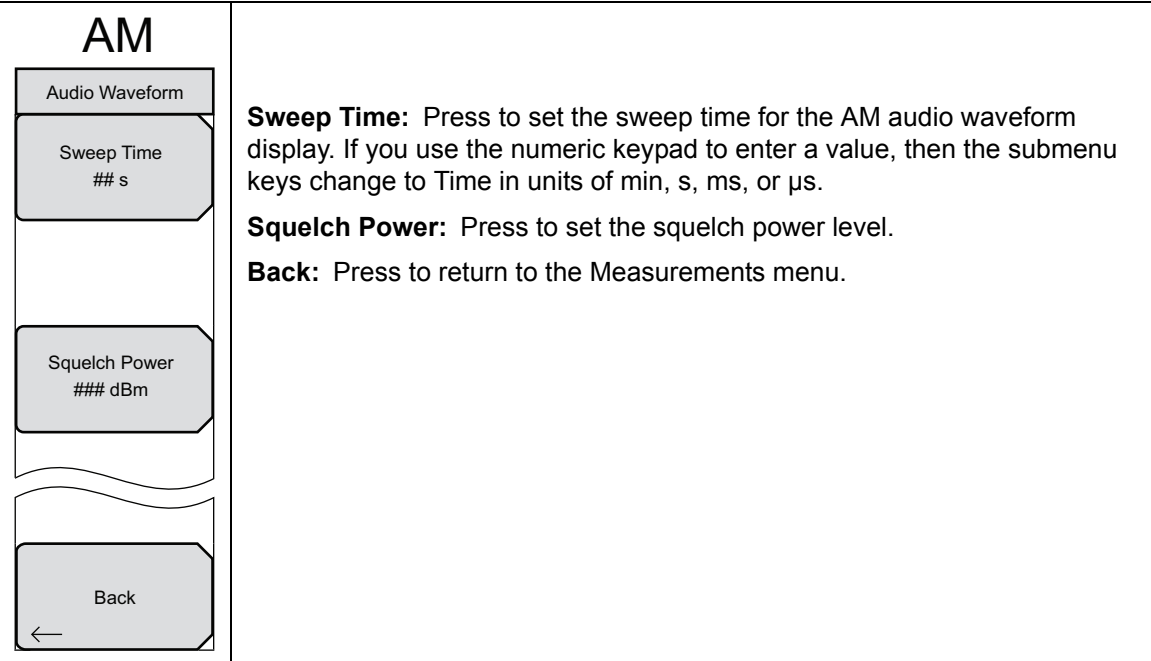 AM
Audio Waveform
Sweep Time
## s
Squelch Power
### dBm
Back
Sweep Time: Press to set the sweep time for the AM audio waveform
display. If you use the numeric keypad to enter a value, then the submenu
keys change to Time in units of min, s, ms, or µs.
Squelch Power: Press to set the squelch power level.
Back: Press to return to the Measurements menu.